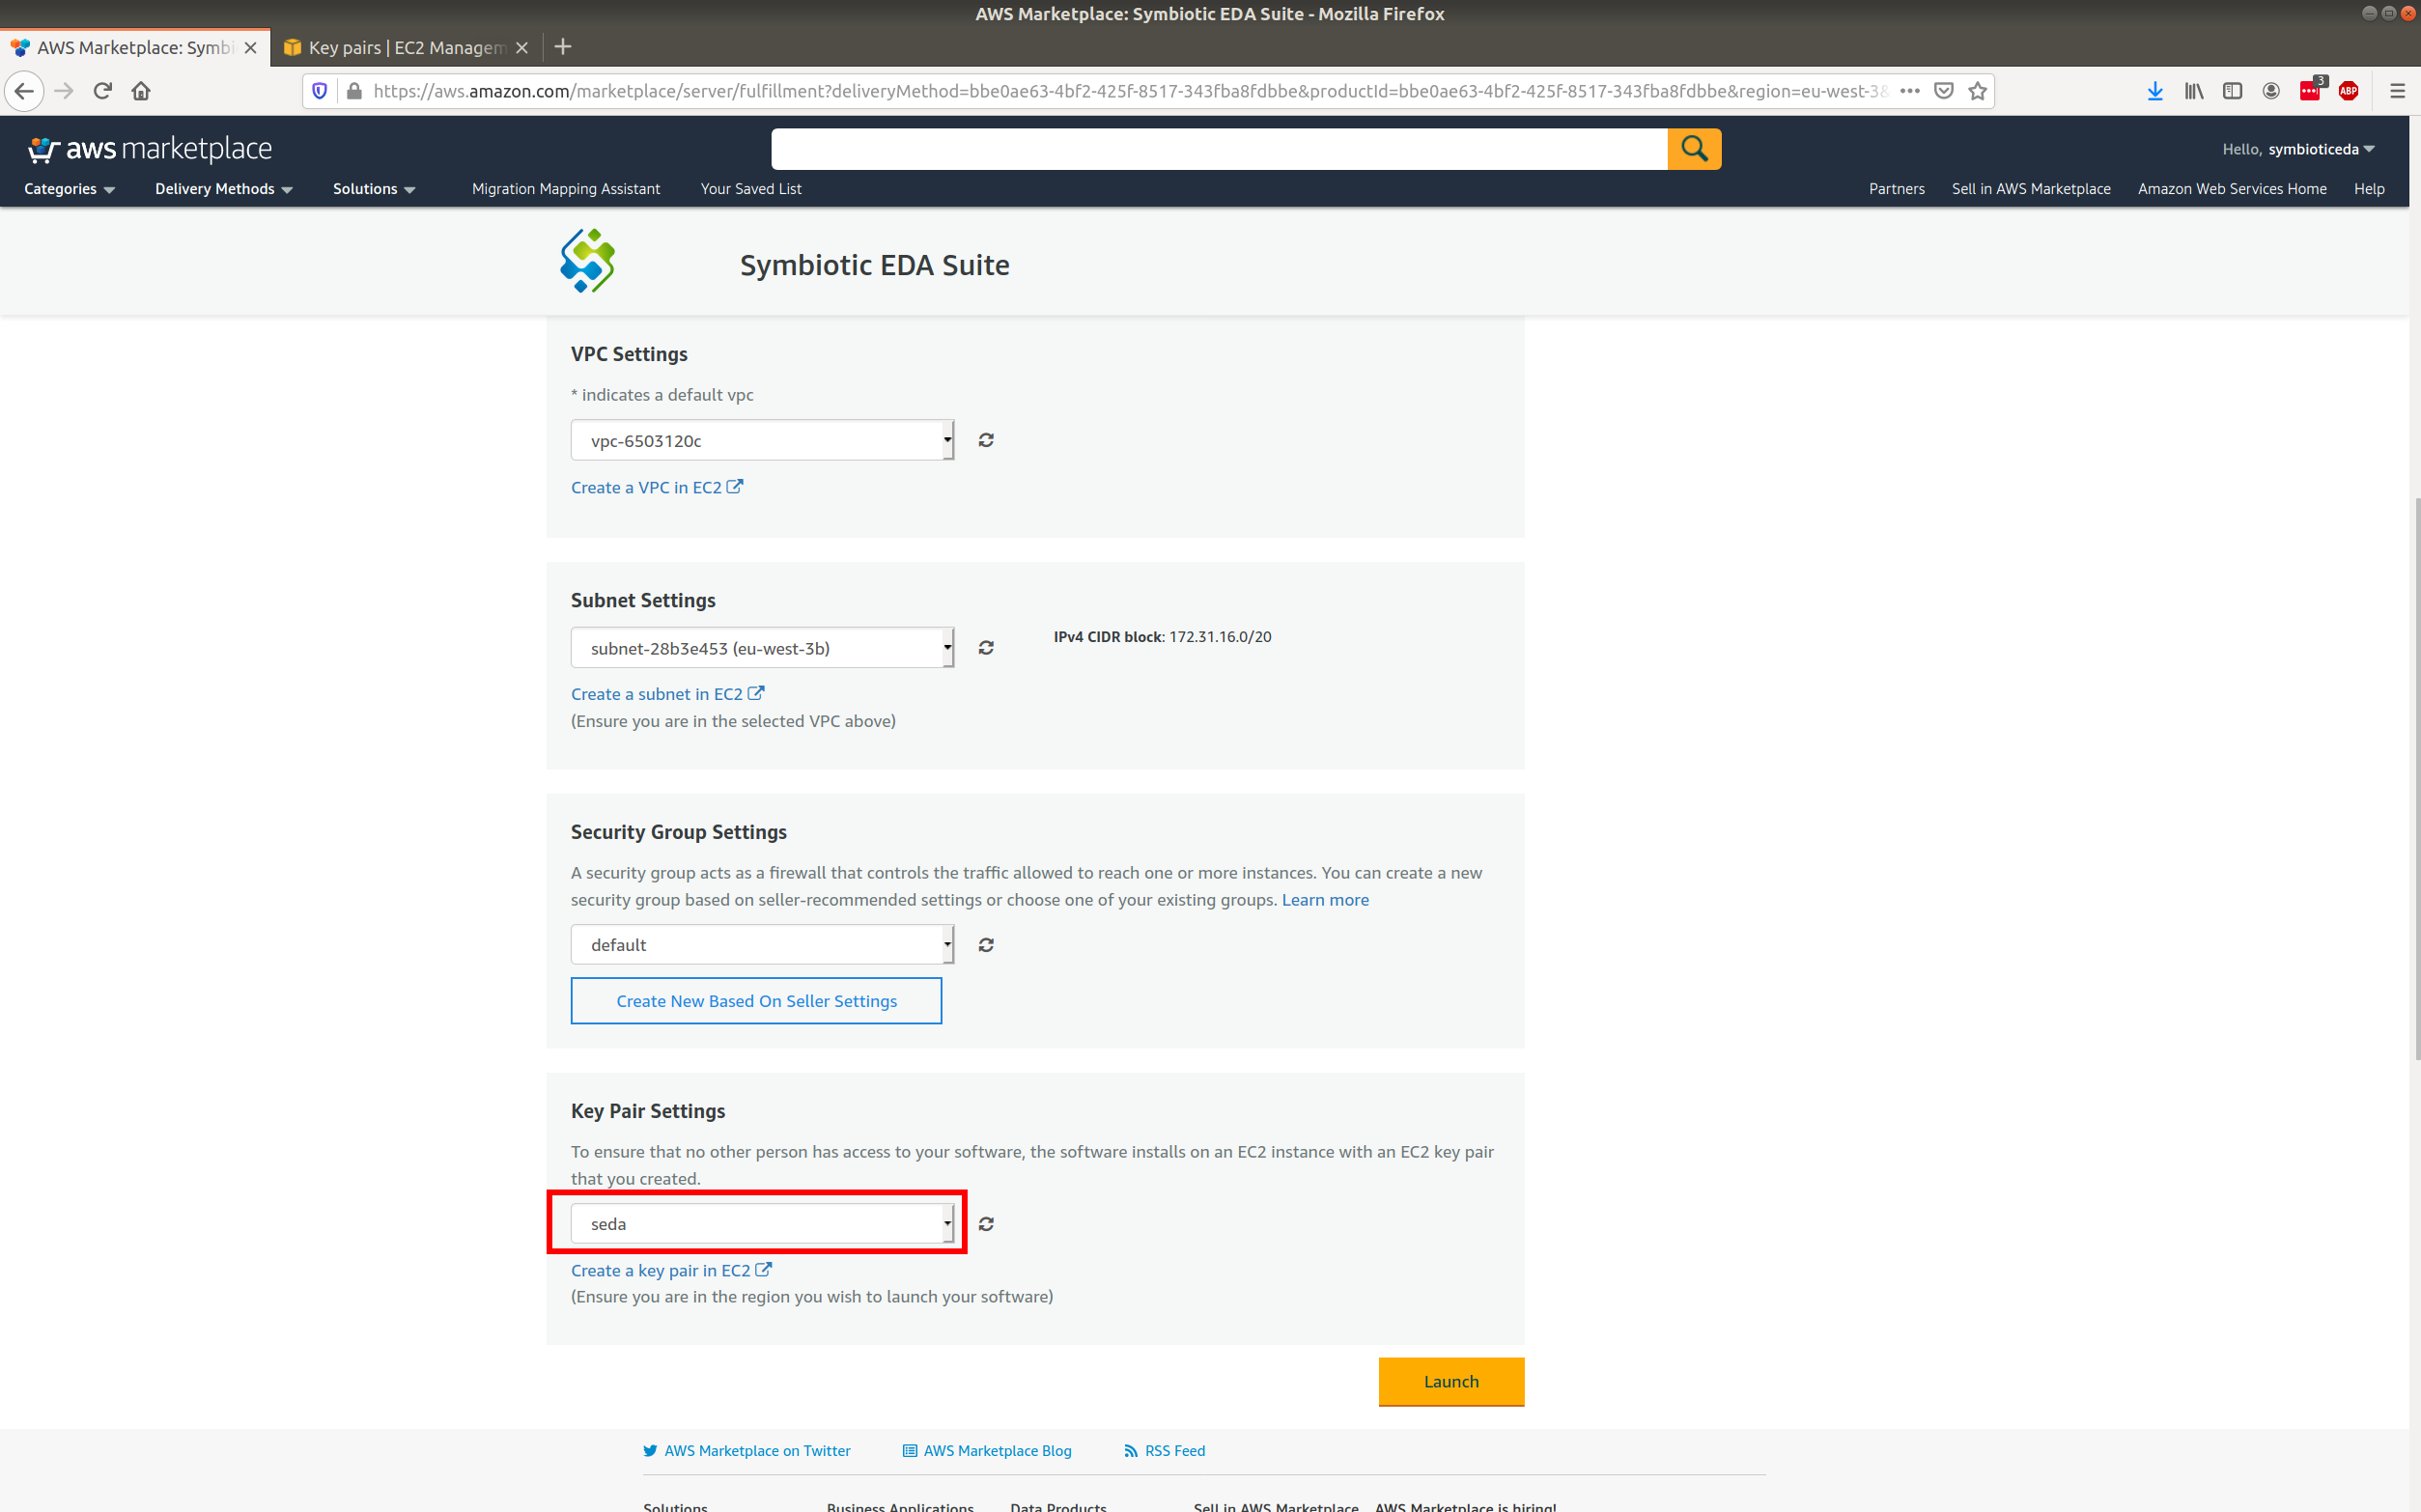 AWS Marketplace: Symbiotic EDA Suite - Mozilla Firefox
AWS Marketplace: Symbi
Key pairs | EC2 Managem
https://aws.amazon.com/marketplace/server/fulfillment?deliveryMethod=bbe0ae63-4bf2-425f-8517-343fba8fdbbe&productId=bbe0ae63-4bf2-425f-8517-343fba8fdbbe&region=eu-west-3&
3
ABP
aws marketplace
Hello, symbioticeda
Categories
Delivery Methods
Solutions
Migration Mapping Assistant
Your Saved List
Partners
Sell in AWS Marketplace
Amazon Web Services Home
Help
Symbiotic EDA Suite
VPC Settings
* indicates a default vpc
vpc-6503120c
Create a VPC in EC2
Subnet Settings
subnet-28b3e453 (eu-west-3b)
IPv4 CIDR block: 172.31.16.0/20
Create a subnet in EC2
(Ensure you are in the selected VPC above)
Security Group Settings
A security group acts as a firewall that controls the traffic allowed to reach one or more instances. You can create a new
security group based on seller-recommended settings or choose one of your existing groups. Learn more
default
Create New Based On Seller Settings
Key Pair Settings
To ensure that no other person has access to your software, the software installs on an EC2 instance with an EC2 key pair
that you created.
seda
Create a key pair in EC2
(Ensure you are in the region you wish to launch your software)
Launch
AWS Marketplace on Twitter
AWS Marketplace Blog
RSS Feed
Solutions
Business Applications
Data Products
Sell in AWS Marketplace
AWS Marketplace is hiring!